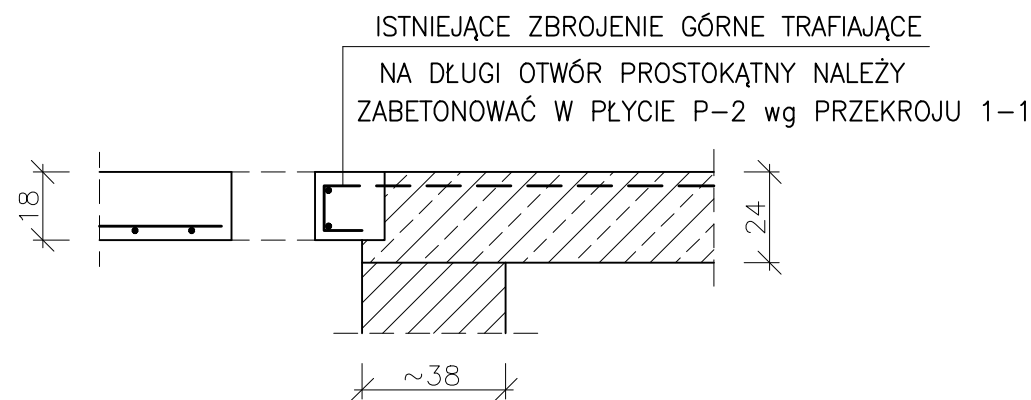 ISTNIEJĄCE ZBROJENIE GÓRNE TRAFIAJĄCE
NA DŁUGI OTWÓR PROSTOKĄTNY NALEŻY
ZABETONOWAĆ W PŁYCIE P-2 wg PRZEKROJU 1-1
18
24
~38